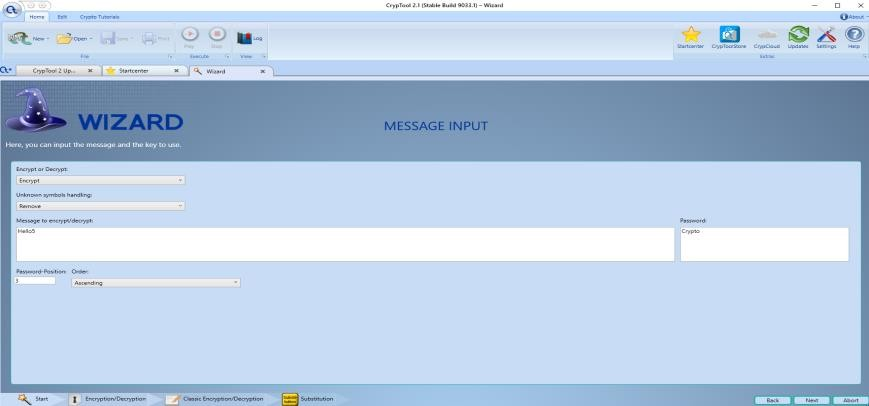 CrypTool 2.1 (Stable Build 9033.1) – Wizard
Home Edit Crypto Tutorials About
New Open Save Print Play Stop Log
Startcenter CrypToolStore CrypCloud Updates Settings Help
File Execute View Extras
CrypTool 2 Up... Startcenter Wizard
WIZARD
MESSAGE INPUT
Here, you can input the message and the key to use.
Encrypt or Decrypt:
Encrypt
Unknown symbols handling:
Remove
Message to encrypt/decrypt: Password:
Hello5 Crypto
Password-Position: Order:
3 Ascending
Start Encryption/Decryption Classic Encryption/Decryption Substitution Back Next Abort